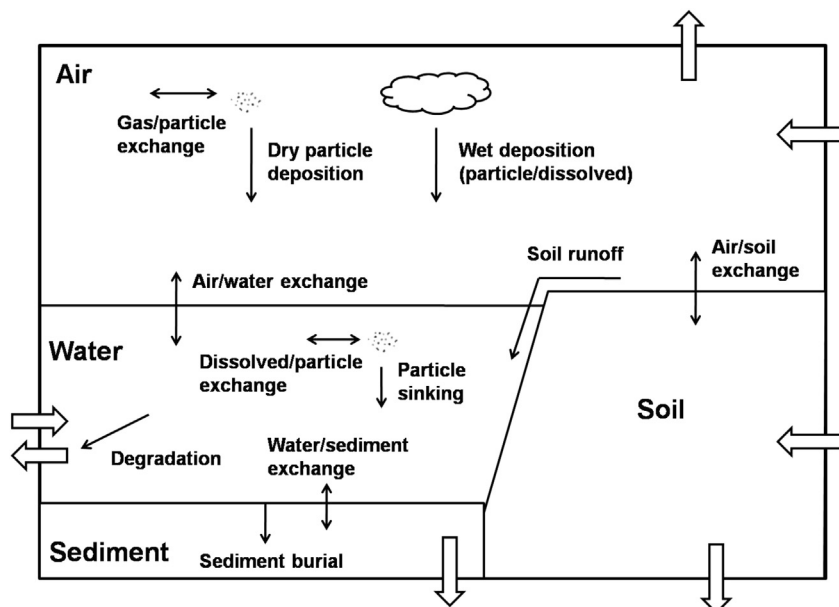 Air
Gas/particle
exchange
Dry particle
deposition
Wet deposition
(particle/dissolved)
Air/water exchange
Soil runoff
Air/soil
exchange
Water
Dissolved/particle
exchange
Particle
sinking
Soil
Degradation
Water/sediment
exchange
Sediment
Sediment burial